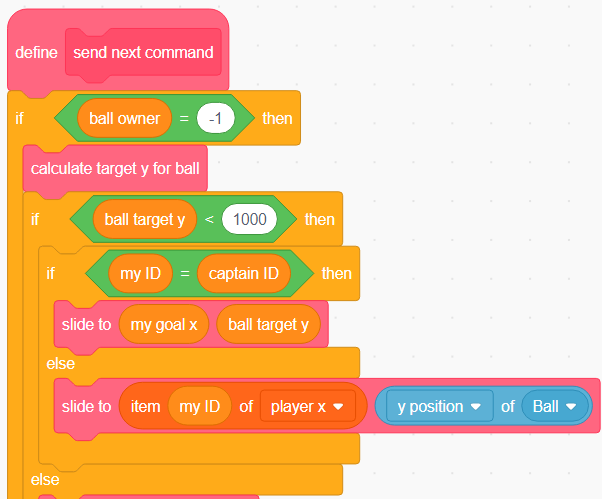 define send next command
if ball owner = -1 then
calculate target y for ball
if ball target y < 1000 then
if my ID = captain ID then
slide to my goal x ball target y
else
slide to item my ID of player x y position of Ball
else